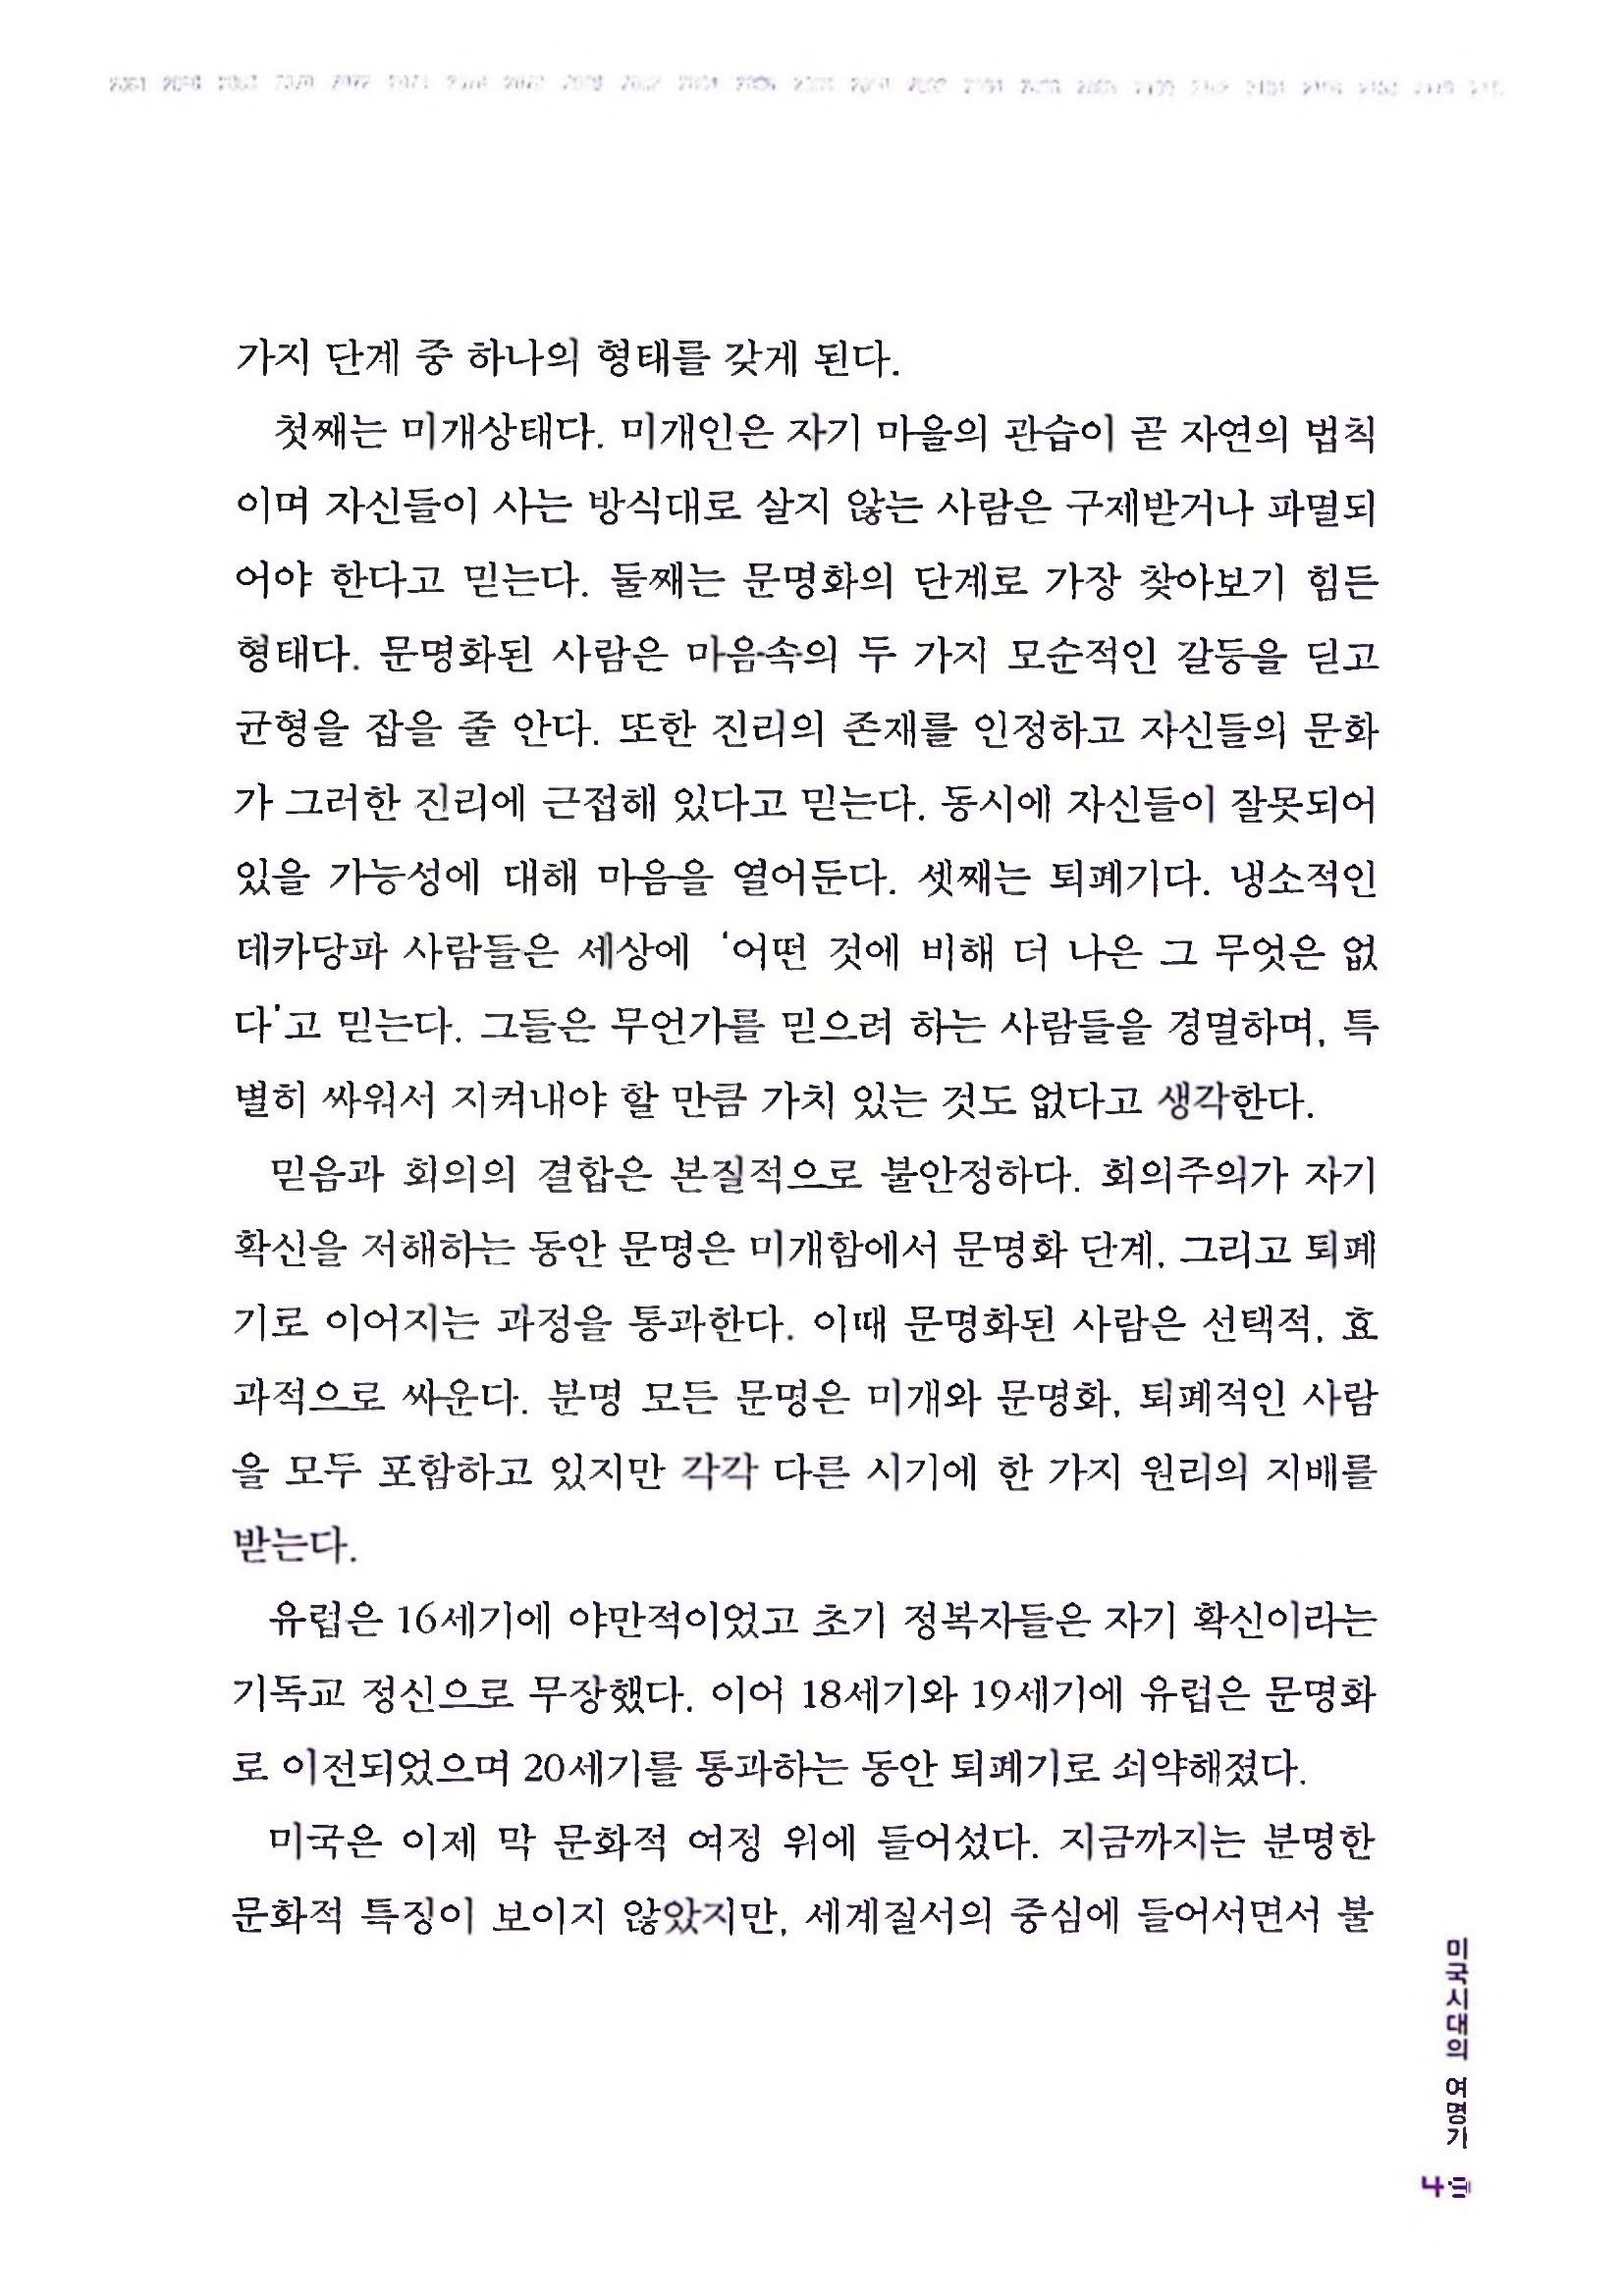 가지 단계 중 하나의 형태를 갖게 된다.
첫째는 미개상태다. 미개인은 자기 마을의 관습이 곧 자연의 법칙
이며 자신들이 사는 방식대로 살지 않는 사람은 구제받거나 파멸되
어야 한다고 믿는다. 둘째는 문명화의 단계로 가장 찾아보기 힘든
형태다. 문명화된 사람은 마음속의 두 가지 모순적인 갈등을 딛고
균형을 잡을 줄 안다. 또한 진리의 존재를 인정하고 자신들의 문화
가 그러한 진리에 근접해 있다고 믿는다. 동시에 자신들이 잘못되어
있을 가능성에 대해 마음을 열어둔다. 셋째는 퇴폐기다. 냉소적인
데카당파 사람들은 세상에 ‘어떤 것에 비해 더 나은 그 무엇은 없
다’고 믿는다. 그들은 무언가를 믿으려 하는 사람들을 경멸하며, 특
별히 싸워서 지켜내야 할 만큼 가치 있는 것도 없다고 생각한다.
믿음과 회의의 결합은 본질적으로 불안정하다. 회의주의가 자기
확신을 저해하는 동안 문명은 미개함에서 문명화 단계, 그리고 퇴폐
기로 이어지는 과정을 통과한다. 이때 문명화된 사람은 선택적, 효
과적으로 싸운다. 분명 모든 문명은 미개와 문명화, 퇴폐적인 사람
을 모두 포함하고 있지만 각각 다른 시기에 한 가지 원리의 지배를
받는다.
유럽은 16세기에 야만적이었고 초기 정복자들은 자기 확신이라는
기독교 정신으로 무장했다. 이어 18세기와 19세기에 유럽은 문명화
로 이전되었으며 20세기를 통과하는 동안 퇴폐기로 쇠약해졌다.
미국은 이제 막 문화적 여정 위에 들어섰다. 지금까지는 분명한
문화적 특징이 보이지 않았지만, 세계질서의 중심에 들어서면서 불
미국시대의 여명기